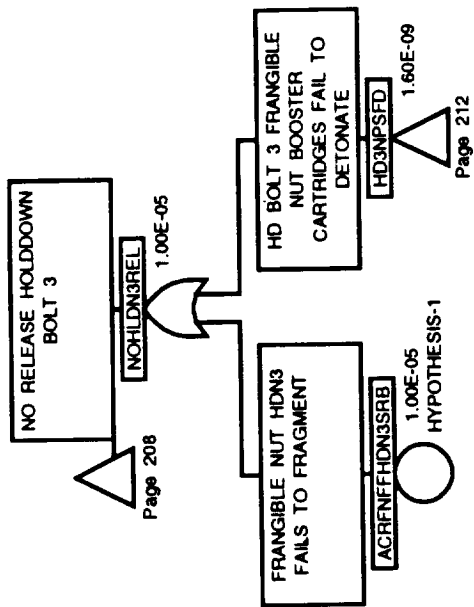 NO RELEASE HOLDDOWN
BOLT 3
NOHLDN3REL
1.00E-05
Page 208
FRANGIBLE NUT HDN3
FAILS TO FRAGMENT
ACRFNFFHDN3SRB
1.00E-05
HYPOTHESIS-1
HD BOLT 3 FRANGIBLE
NUT BOOSTER
CARTRIDGES FAIL TO
DETONATE
HD3NPSFD
1.60E-09
Page 212